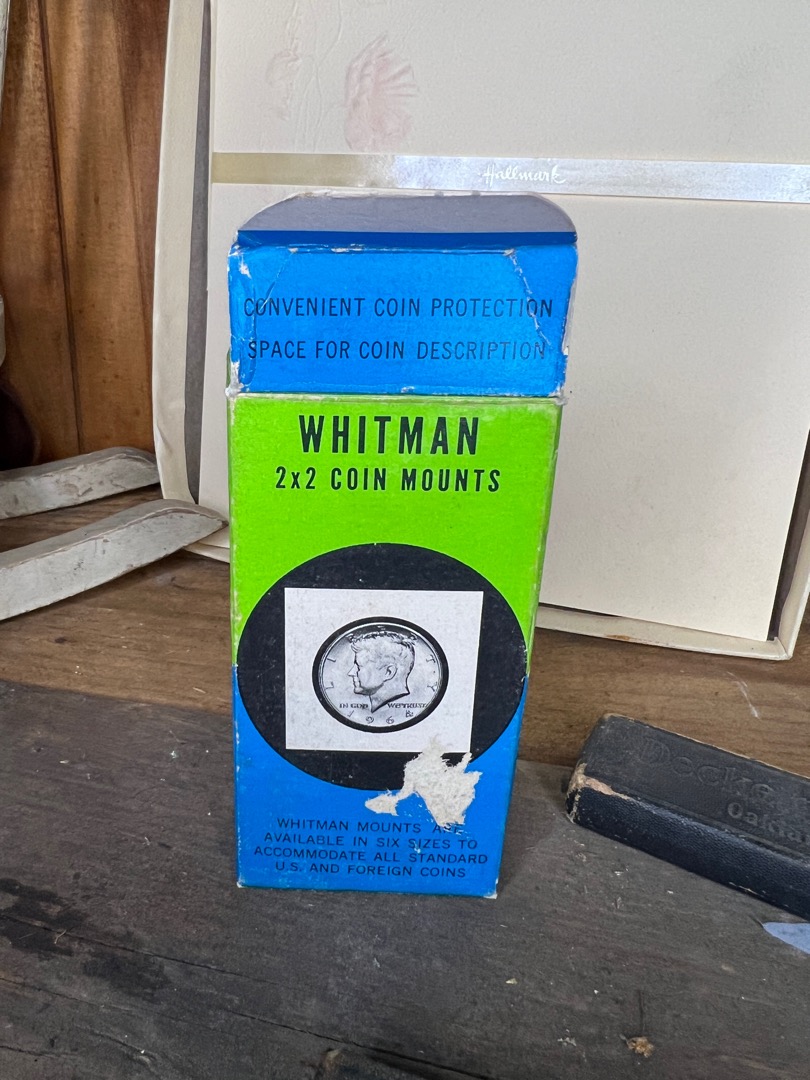 Hallmark
CONVENIENT COIN PROTECTION
SPACE FOR COIN DESCRIPTION
WHITMAN
2x2 COIN MOUNTS
LIBERTY
IN GOD WE TRUST
WHITMAN MOUNTS ARE
AVAILABLE IN SIX SIZES TO
ACCOMMODATE ALL STANDARD
U.S. AND FOREIGN COINS